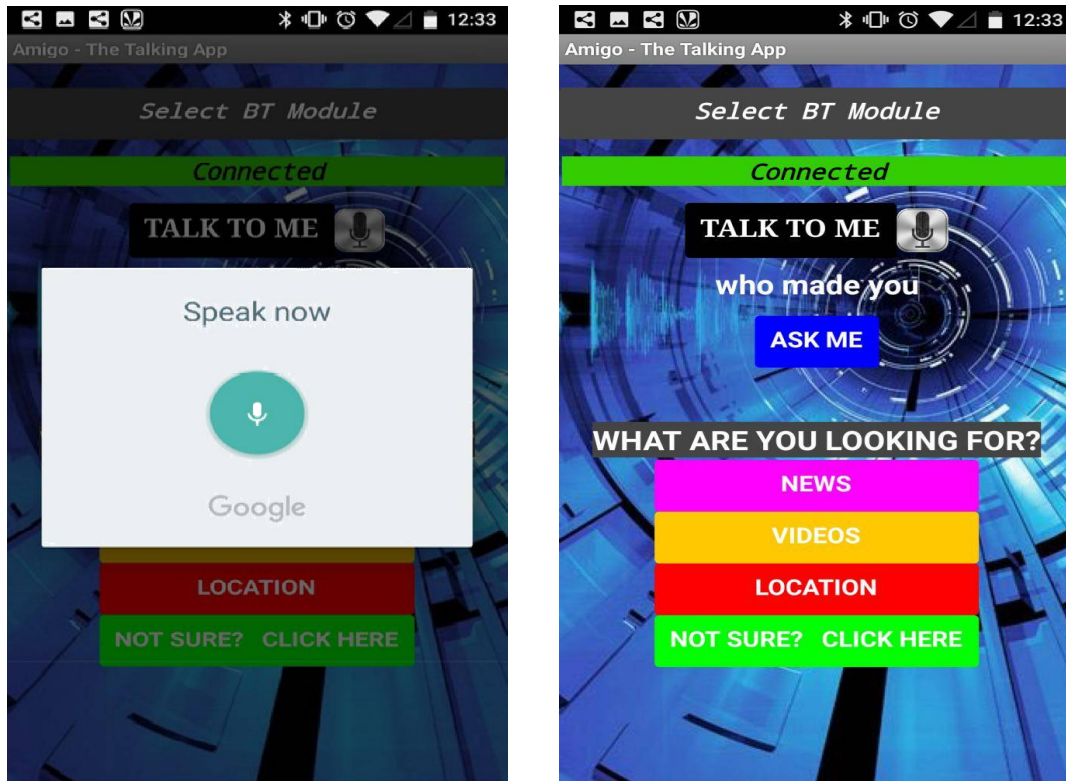 12:33
Amigo - The Talking App
Select BT Module
Connected
TALK TO ME
Speak now
Google
LOCATION
NOT SURE? CLICK HERE
12:33
Amigo - The Talking App
Select BT Module
Connected
TALK TO ME
who made you
ASK ME
WHAT ARE YOU LOOKING FOR?
NEWS
VIDEOS
LOCATION
NOT SURE? CLICK HERE